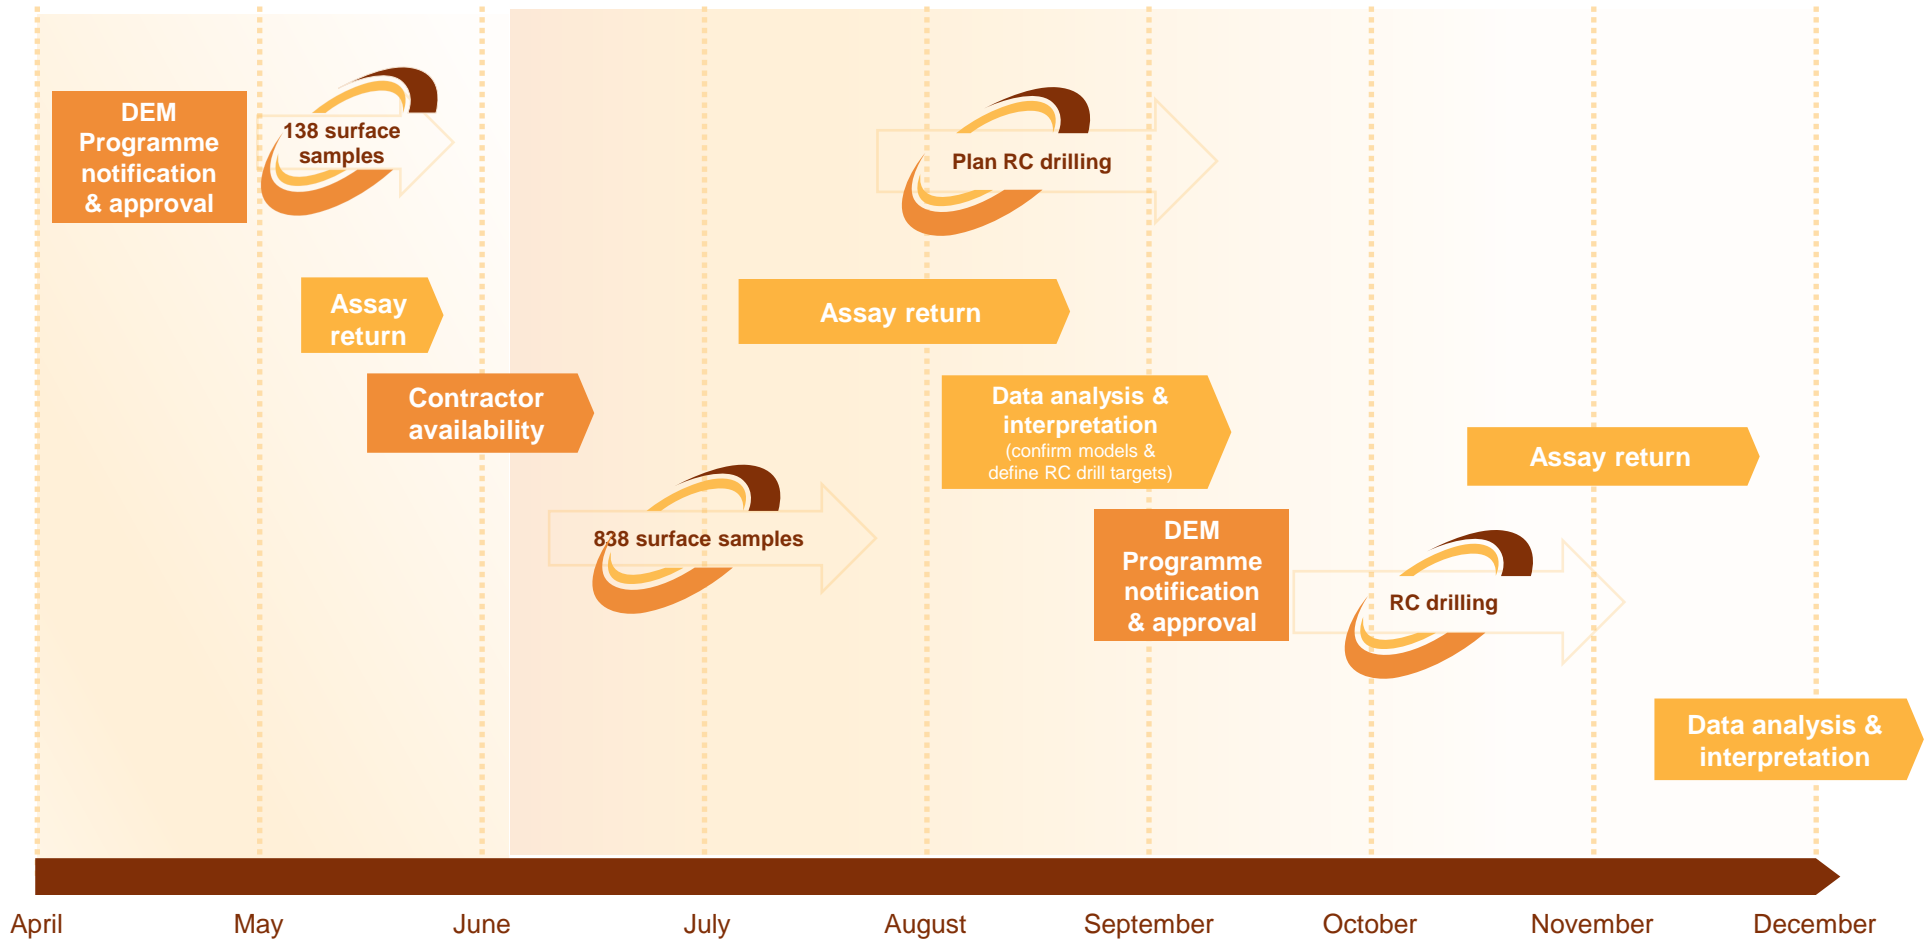 DEM
Programme
notification
& approval
138 surface
samples
Plan RC drilling
Assay
return
Assay return
Contractor
availability
Data analysis &
interpretation
(confirm models &
define RC drill targets)
Assay return
838 surface samples
DEM
Programme
notification
& approval
RC drilling
Data analysis &
interpretation
April May June July August September October November December